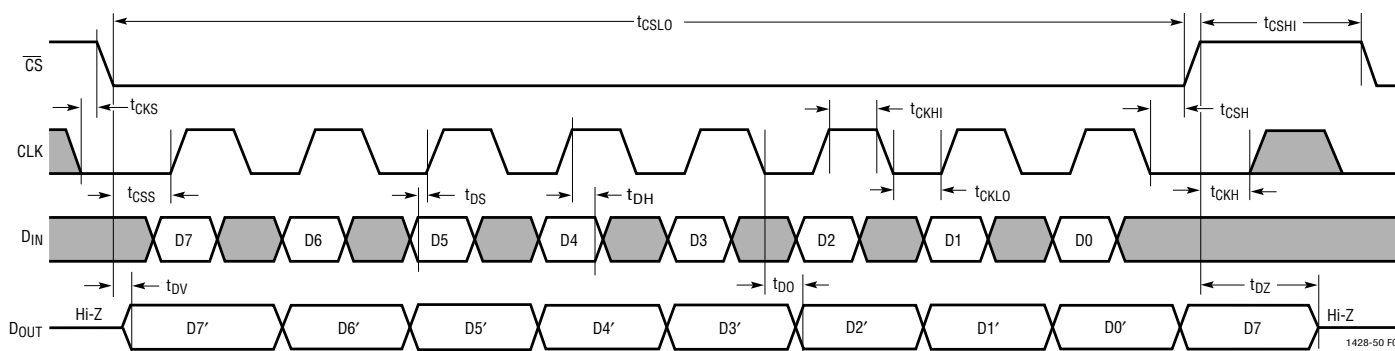 tCSLO
tCSHI
CS
tCKS
tCKHI
tCSH
CLK
tCSS
tDS
tDH
tCKLO
tCKH
DIN
D7
D6
D5
D4
D3
D2
D1
D0
tDV
tDO
tDZ
Hi-Z
Hi-Z
DOUT
D7′
D6′
D5′
D4′
D3′
D2′
D1′
D0′
D7
1428-50 F